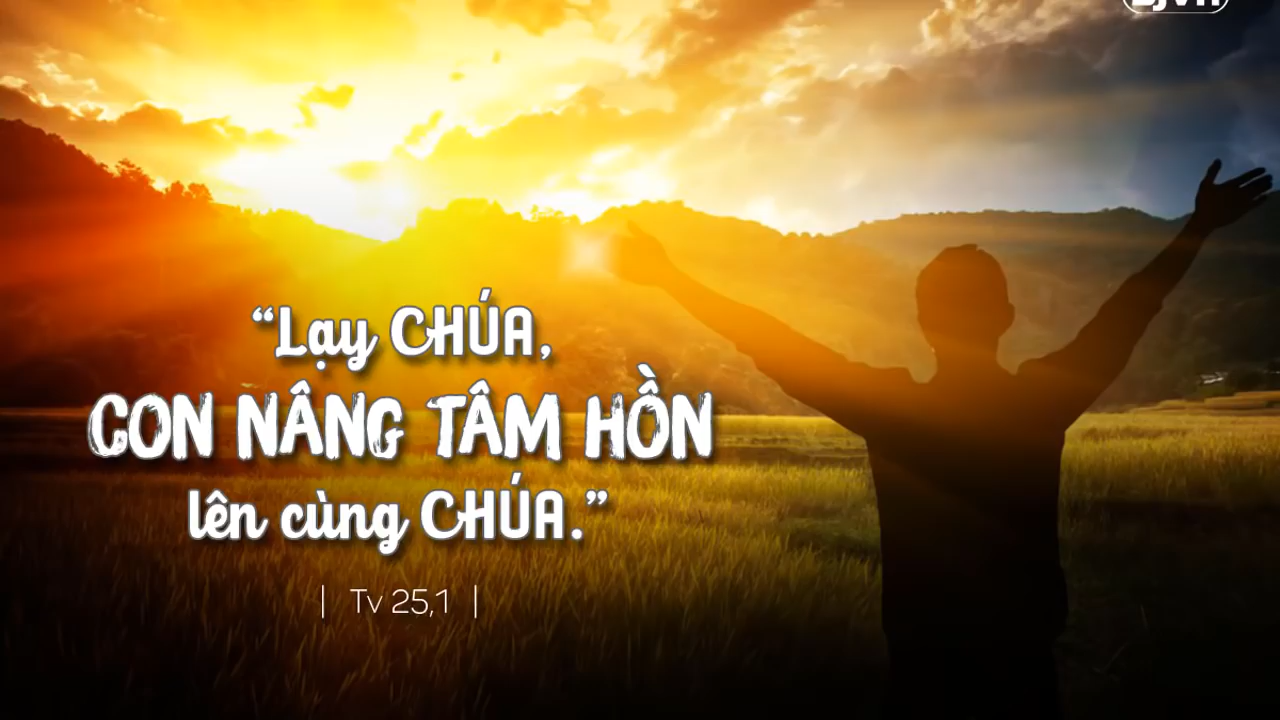 “Lạy CHÚA,
CON NÂNG TÂM HỒN
lên cùng CHÚA.”
| Tv 25,1 |